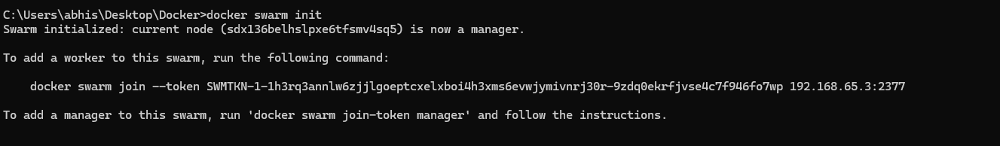 C:\Users\abhis\Desktop\Docker>docker swarm init
Swarm initialized: current node (sdx136belhslpxe6tfsmv4sq5) is now a manager.
To add a worker to this swarm, run the following command:
docker swarm join --token SWMTKN-1-1h3rq3annlw6zjjlgoeptcxelxboi4h3xms6evwjymivnrj30r-9zdq0ekrfjvse4c7f946fo7wp 192.168.65.3:2377
To add a manager to this swarm, run 'docker swarm join-token manager' and follow the instructions.